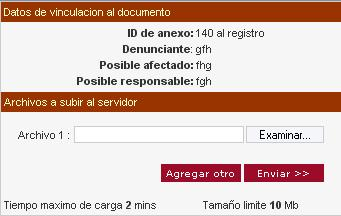 Datos de vinculacion al documento
ID de anexo: 140 al registro
Denunciante: gfh
Posible afectado: fhg
Posible responsable: fgh
Archivos a subir al servidor
Archivo 1 : Examinar...
Agregar otro Enviar >>
Tiempo maximo de carga 2 mins Tamaño limite 10 Mb